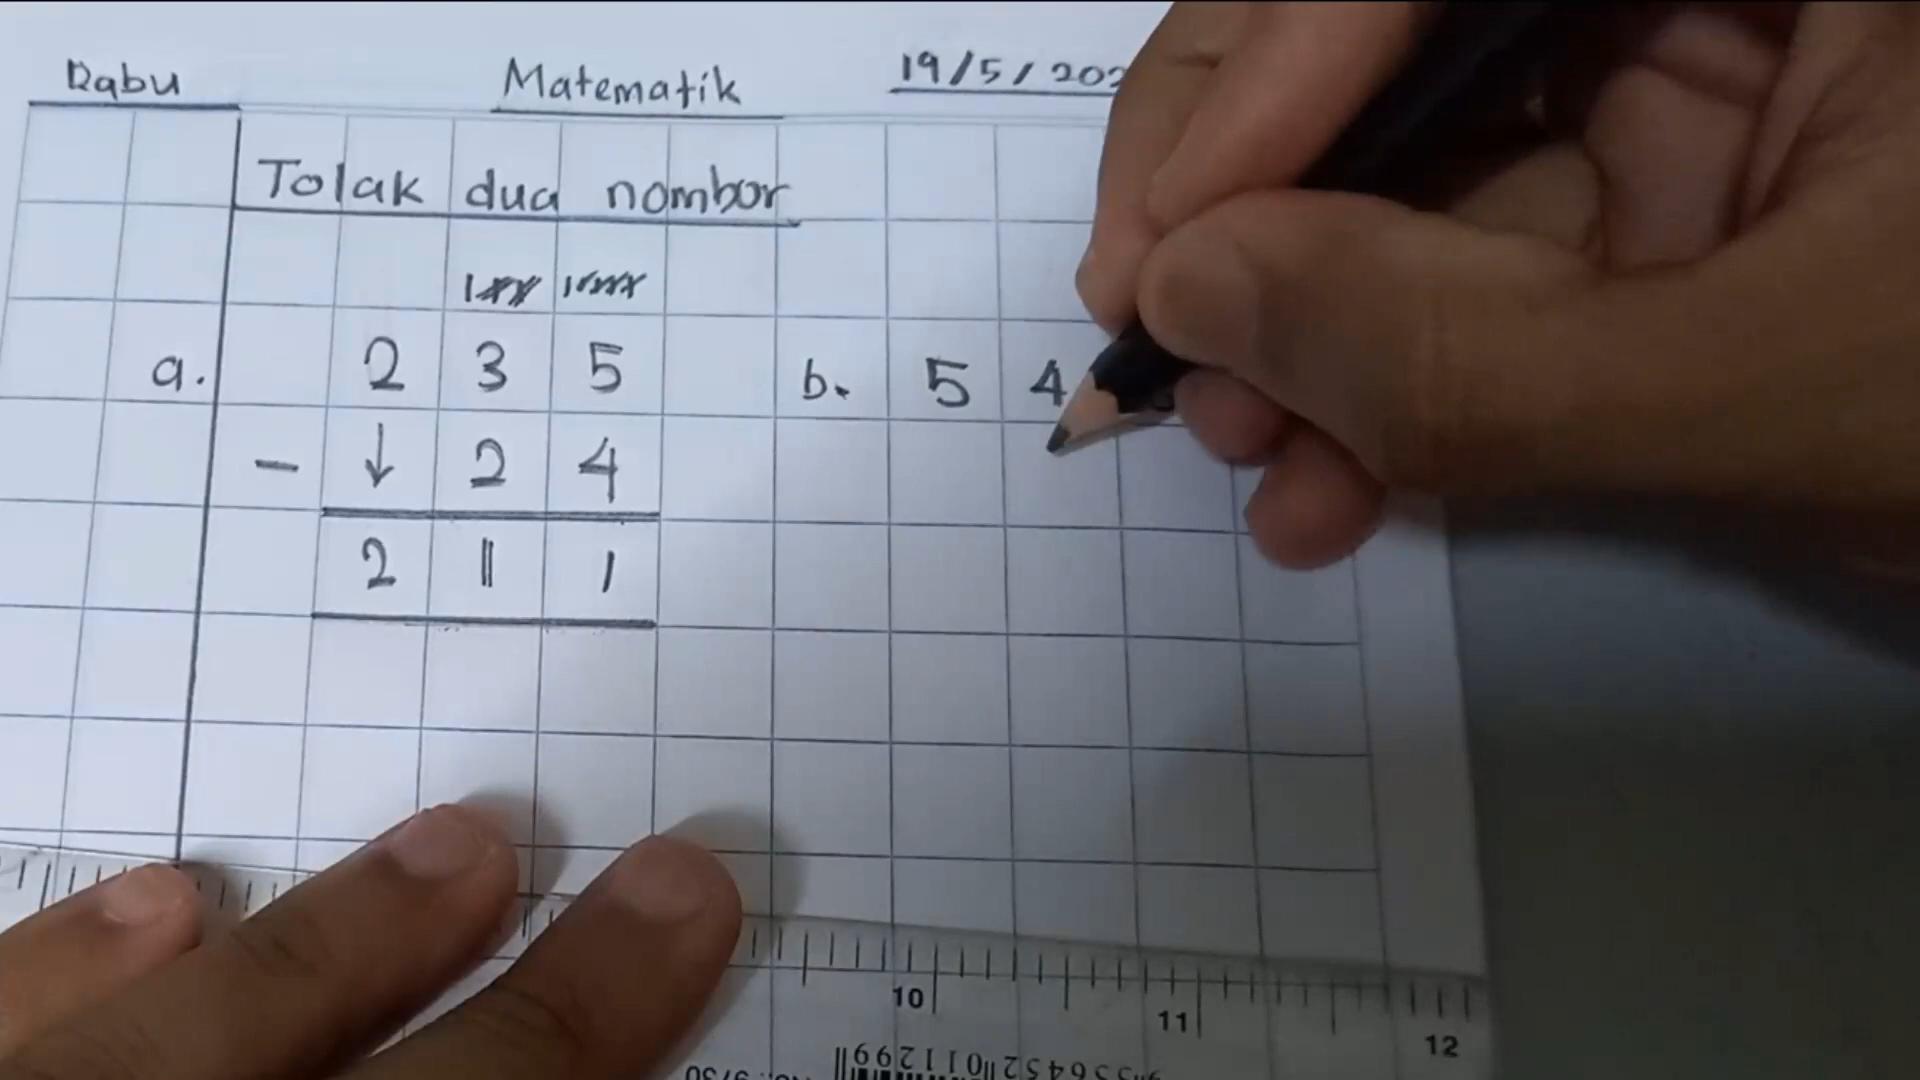 Rabu Matematik 19/5/202
Tolak dua nombor
a. 2 3 5 b. 5 4
- ↓ 2 4
2 1 1
10 11 12